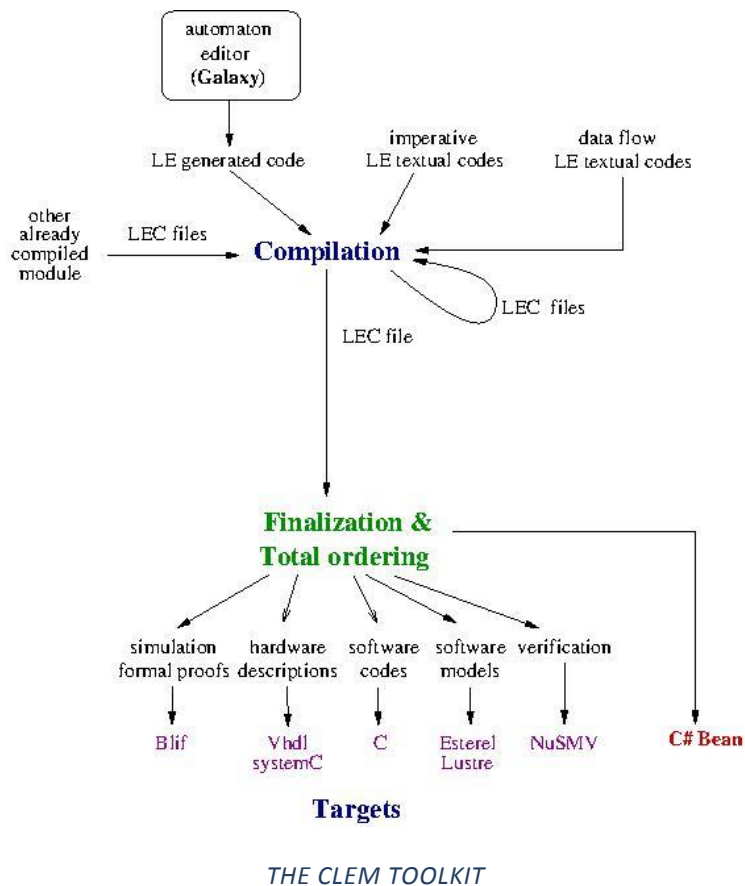 automaton
editor
(Galaxy)
LE generated code
imperative
LE textual codes
data flow
LE textual codes
other
already
compiled
module
LEC files
Compilation
LEC files
LEC file
Finalization &
Total ordering
simulation
formal proofs
hardware
descriptions
software
codes
software
models
verification
Blif
Vhdl
systemC
C
Esterel
Lustre
NuSMV
C# Bean
Targets
THE CLEM TOOLKIT